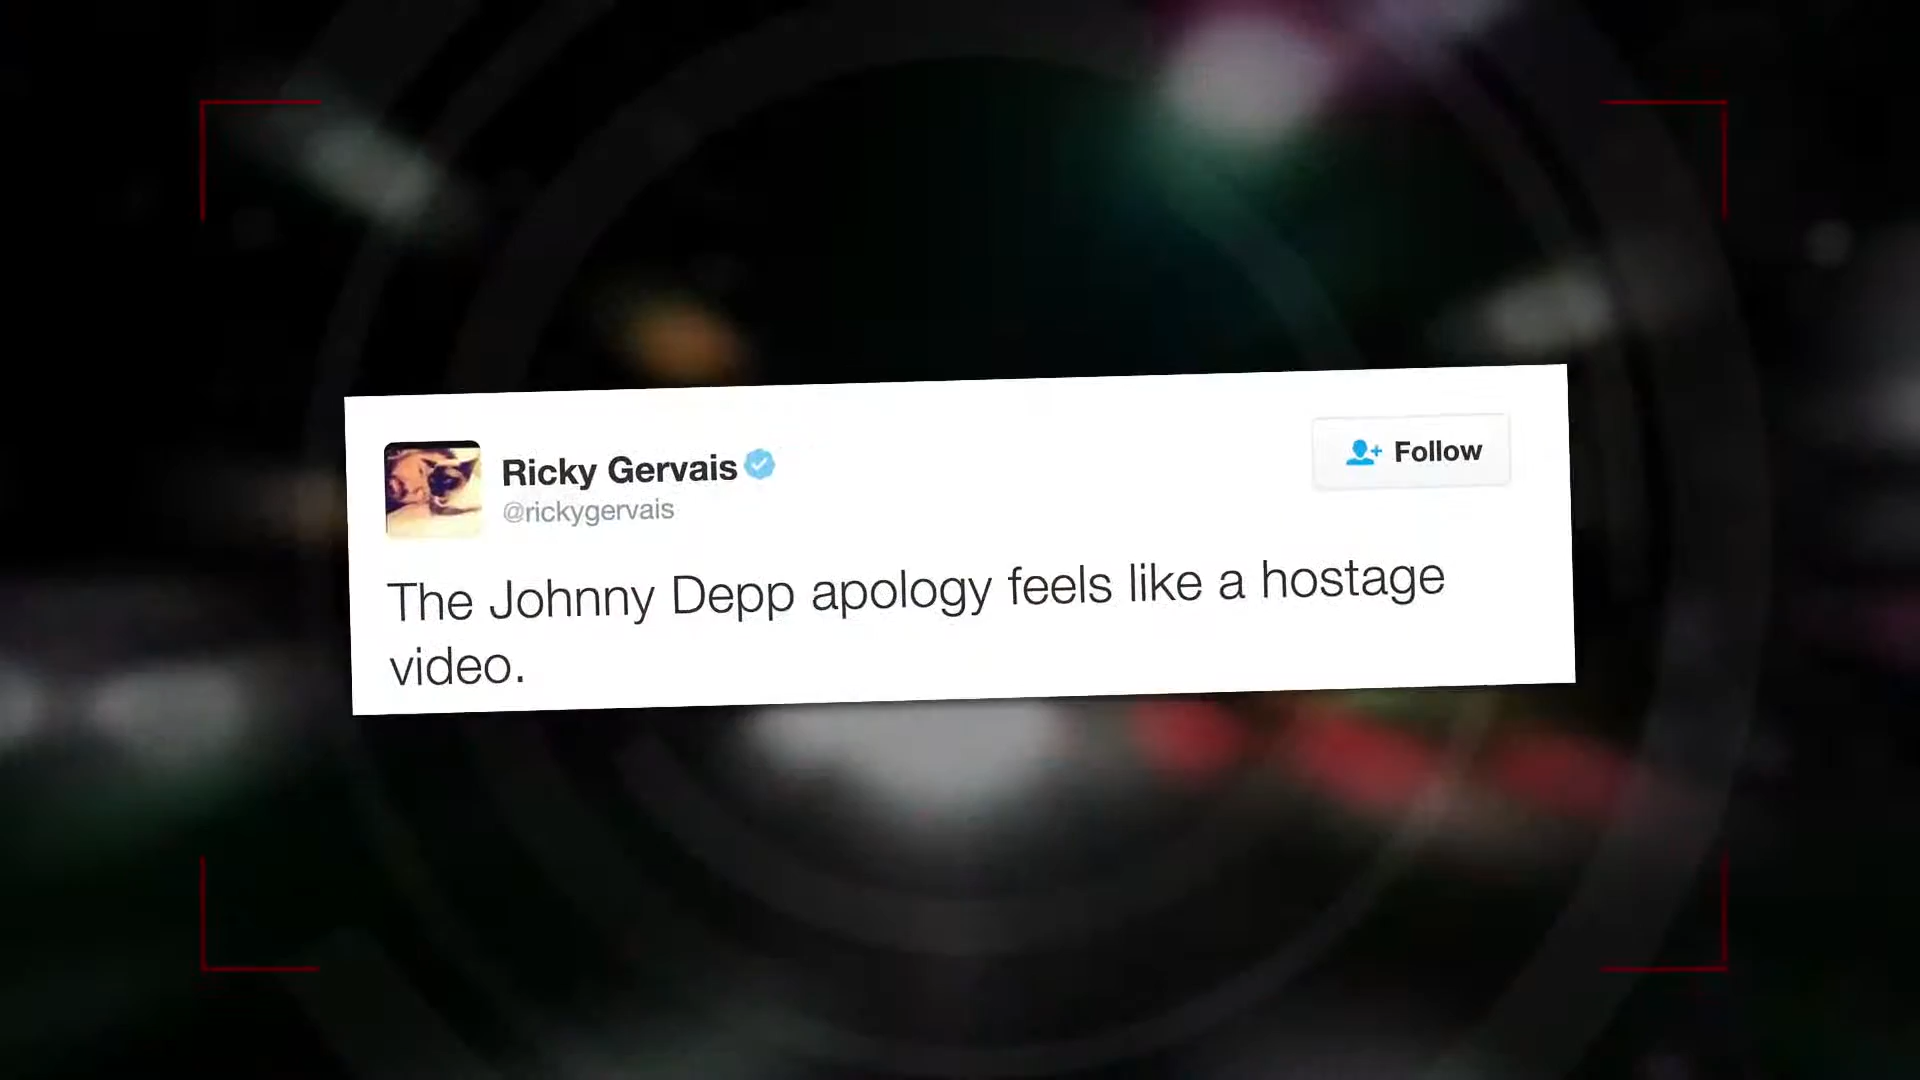 Ricky Gervais
@rickygervais
Follow
The Johnny Depp apology feels like a hostage
video.